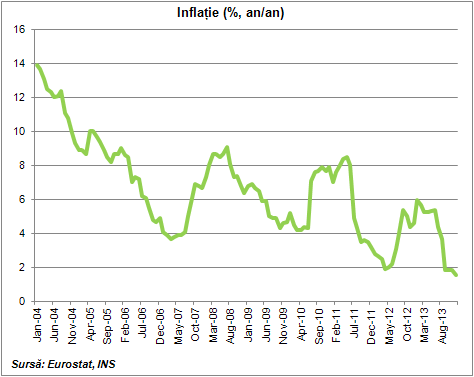 Inflație (%, an/an)
16
14
12
10
8
6
4
2
0
Jan-04
Jun-04
Nov-04
Apr-05
Sep-05
Feb-06
Jul-06
Dec-06
May-07
Oct-07
Mar-08
Aug-08
Jan-09
Jun-09
Nov-09
Apr-10
Sep-10
Feb-11
Jul-11
Dec-11
May-12
Oct-12
Mar-13
Aug-13
Sursă: Eurostat, INS